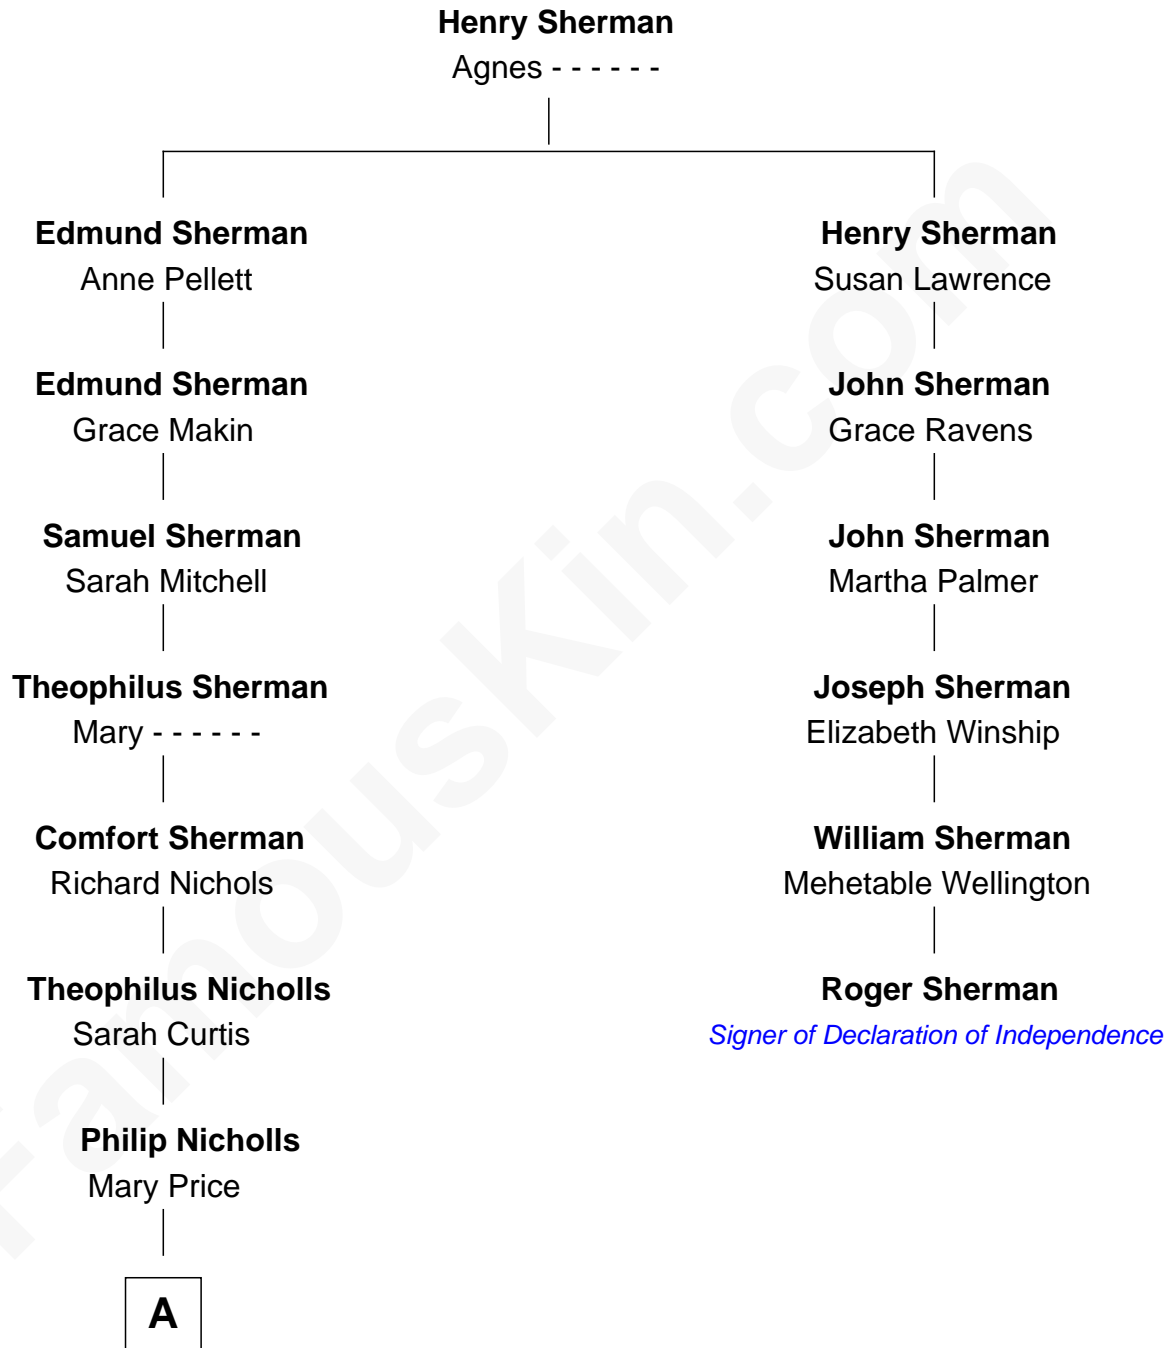 Henry Sherman
Agnes - - - - - -
Edmund Sherman
Anne Pellett
Henry Sherman
Susan Lawrence
Edmund Sherman
Grace Makin
John Sherman
Grace Ravens
Samuel Sherman
Sarah Mitchell
John Sherman
Martha Palmer
Theophilus Sherman
Mary - - - - - -
Joseph Sherman
Elizabeth Winship
Comfort Sherman
Richard Nichols
William Sherman
Mehetable Wellington
Theophilus Nicholls
Sarah Curtis
Roger Sherman
Signer of Declaration of Independence
Philip Nicholls
Mary Price
A
FamousKin.com